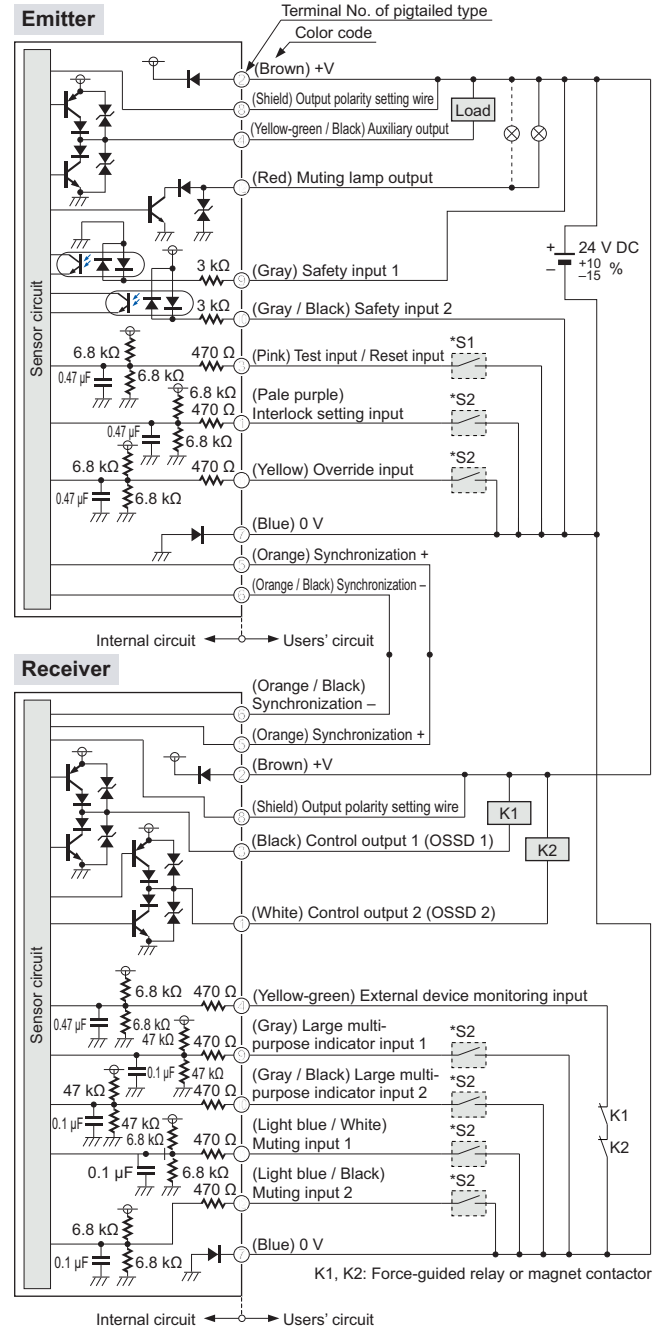 Emitter
Terminal No. of pigtailed type
Color code
(Brown) +V
(Shield) Output polarity setting wire
Load
(Yellow-green / Black) Auxiliary output
(Red) Muting lamp output
3 kΩ
(Gray) Safety input 1
+
–
24 V DC
+10
–15 %
3 kΩ
(Gray / Black) Safety input 2
Sensor circuit
6.8 kΩ
470 Ω
(Pink) Test input / Reset input
*S1
0.47 µF
6.8 kΩ
6.8 kΩ
470 Ω
(Pale purple)
Interlock setting input
*S2
0.47 µF
6.8 kΩ
6.8 kΩ
470 Ω
(Yellow) Override input
*S2
0.47 µF
6.8 kΩ
(Blue) 0 V
(Orange) Synchronization +
(Orange / Black) Synchronization –
Internal circuit
Users' circuit
Receiver
(Orange / Black)
Synchronization –
(Orange) Synchronization +
(Brown) +V
(Shield) Output polarity setting wire
K1
(Black) Control output 1 (OSSD 1)
K2
(White) Control output 2 (OSSD 2)
Sensor circuit
6.8 kΩ
470 Ω
(Yellow-green) External device monitoring input
0.47 µF
6.8 kΩ
47 kΩ
470 Ω
(Gray) Large multi-
purpose indicator input 1
*S2
0.1 µF
47 kΩ
47 kΩ
470 Ω
(Gray / Black) Large multi-
purpose indicator input 2
*S2
0.1 µF
47 kΩ
6.8 kΩ
470 Ω
(Light blue / White)
Muting input 1
*S2
K1
K2
0.1 µF
6.8 kΩ
470 Ω
(Light blue / Black)
Muting input 2
*S2
6.8 kΩ
0.1 µF
6.8 kΩ
(Blue) 0 V
K1, K2: Force-guided relay or magnet contactor
Internal circuit
Users' circuit